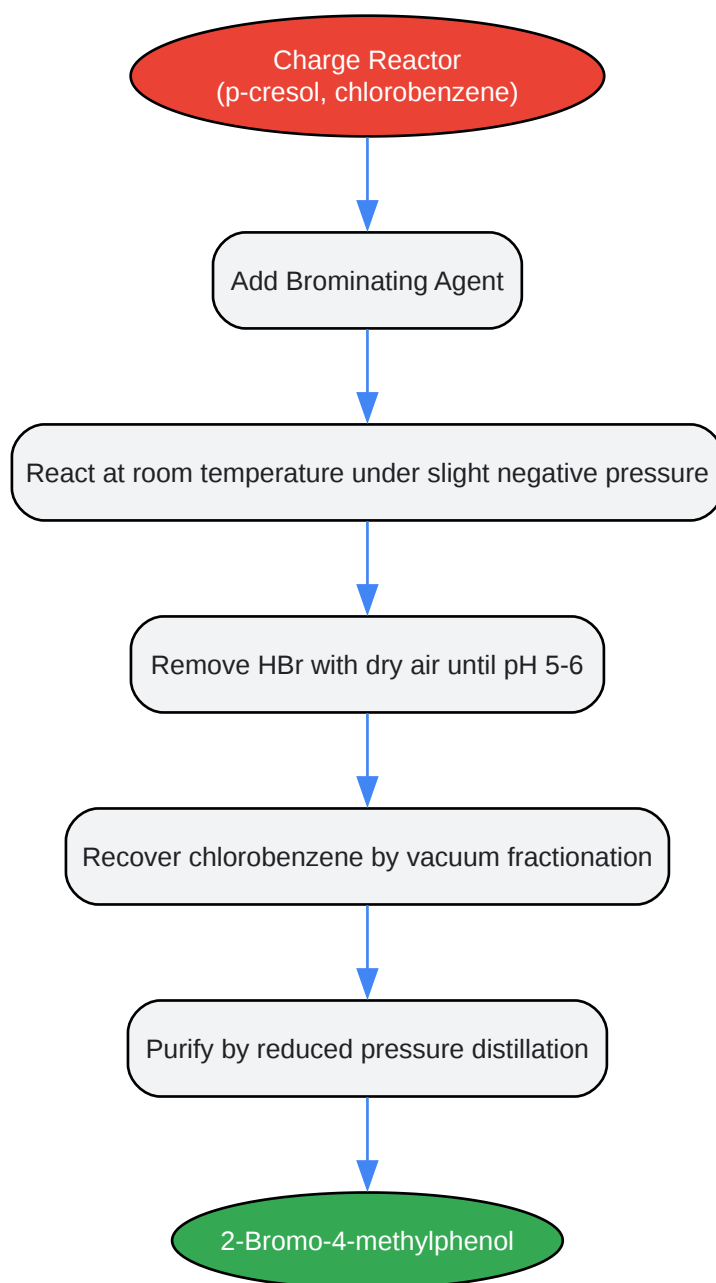 Charge Reactor
(p-cresol, chlorobenzene)
Add Brominating Agent
React at room temperature under slight negative pressure
Remove HBr with dry air until pH 5-6
Recover chlorobenzene by vacuum fractionation
Purify by reduced pressure distillation
2-Bromo-4-methylphenol